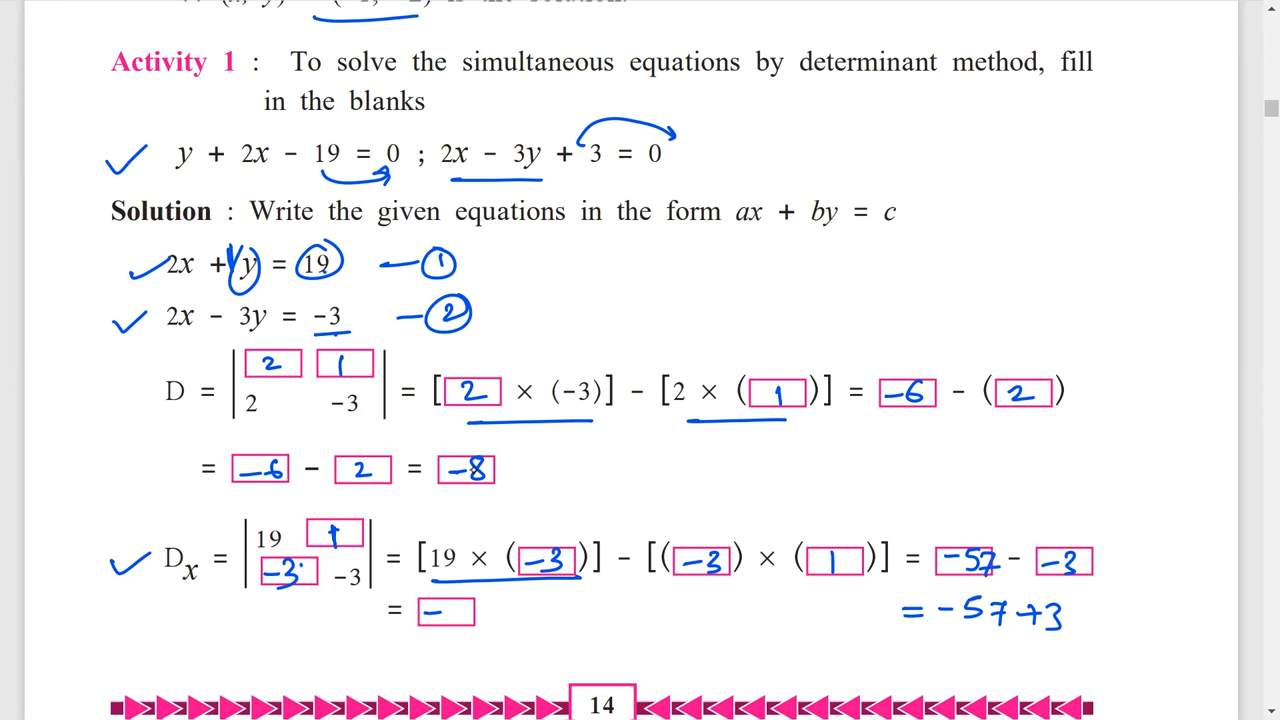 Activity 1 : To solve the simultaneous equations by determinant method, fill
in the blanks
y + 2x - 19 = 0 ; 2x - 3y + 3 = 0
Solution : Write the given equations in the form ax + by = c
2x + 1y = 19 — 1
2x - 3y = -3 — 2
D = | 2 1 | = [ 2 × (-3)] - [2 × ( 1 )] = -6 - ( 2 )
2 -3
= -6 - 2 = -8
Dx = | 19 1 | = [19 × ( -3 )] - [( -3 ) × ( 1 )] = -57 - -3
-3 -3
= - = -57+3
14